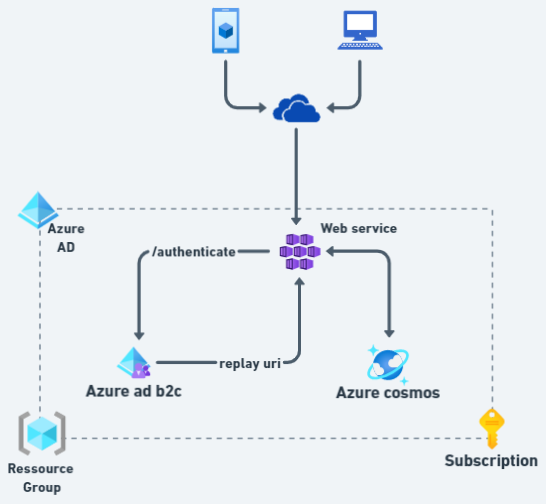 Web service
Azure
AD
/authenticate
replay uri
Azure ad b2c
Azure cosmos
Ressource
Group
Subscription